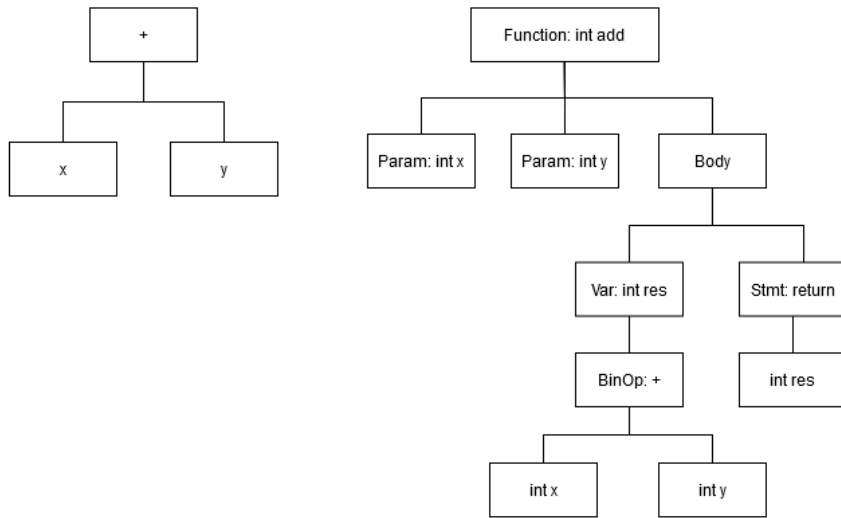 +
x
y
Function: int add
Param: int x
Param: int y
Body
Var: int res
Stmt: return
BinOp: +
int res
int x
int y